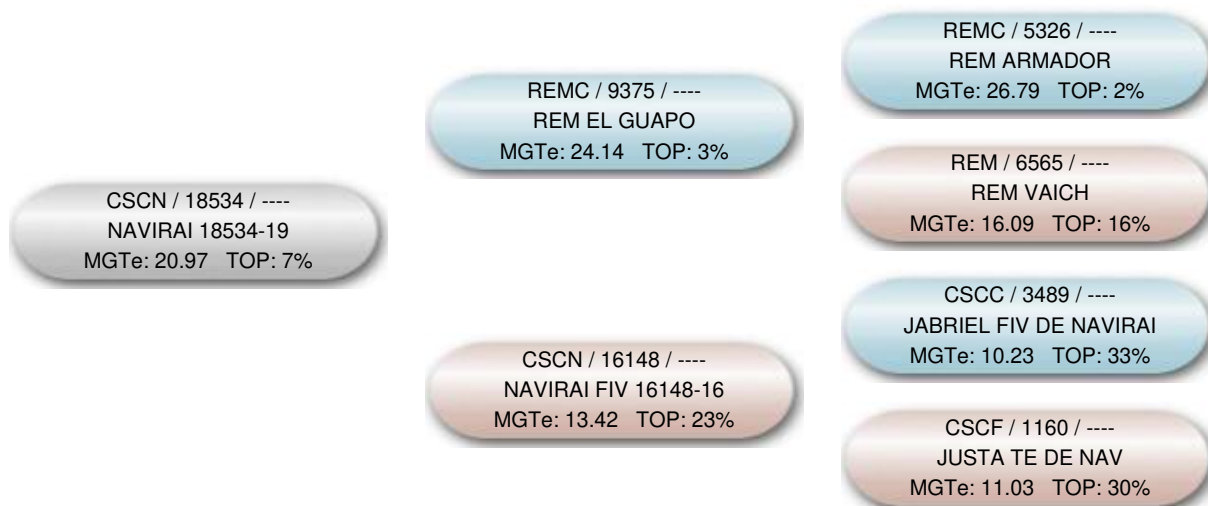 CSCN / 18534 / ----
NAVIRAI 18534-19
MGTe: 20.97 TOP: 7%
REMC / 9375 / ----
REM EL GUAPO
MGTe: 24.14 TOP: 3%
CSCN / 16148 / ----
NAVIRAI FIV 16148-16
MGTe: 13.42 TOP: 23%
REMC / 5326 / ----
REM ARMADOR
MGTe: 26.79 TOP: 2%
REM / 6565 / ----
REM VAICH
MGTe: 16.09 TOP: 16%
CSCC / 3489 / ----
JABRIEL FIV DE NAVIRAI
MGTe: 10.23 TOP: 33%
CSCF / 1160 / ----
JUSTA TE DE NAV
MGTe: 11.03 TOP: 30%